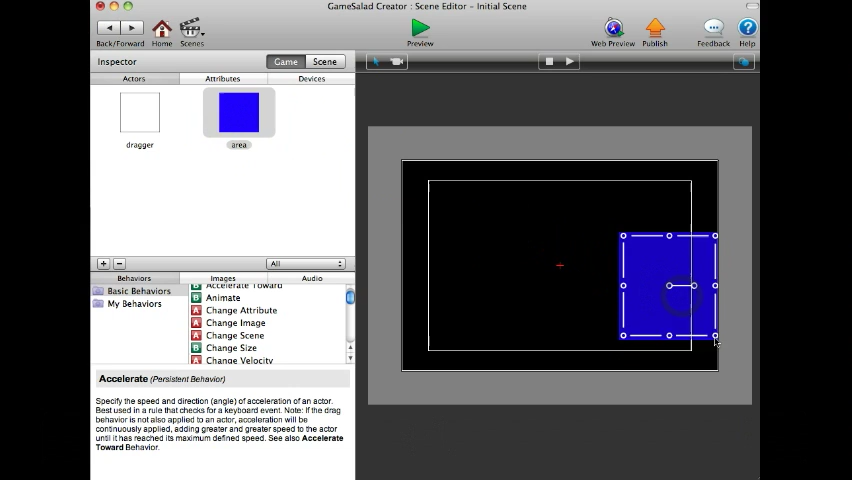 GameSalad Creator : Scene Editor - Initial Scene
Back/Forward
Home
Scenes
Preview
Web Preview
Publish
Feedback
Help
Inspector
Game
Scene
Actors
Attributes
Devices
dragger
area
All
Behaviors
Images
Audio
Basic Behaviors
My Behaviors
Accelerate Toward
Animate
Change Attribute
Change Image
Change Scene
Change Size
Change Velocity
Accelerate (Persistent Behavior)
Specify the speed and direction (angle) of acceleration of an actor.
Best used in a rule that checks for a keyboard event. Note: If the drag
behavior is not also applied to an actor, acceleration will be
continuously applied, adding greater and greater speed to the actor
until it has reached its maximum defined speed. See also Accelerate
Toward Behavior.